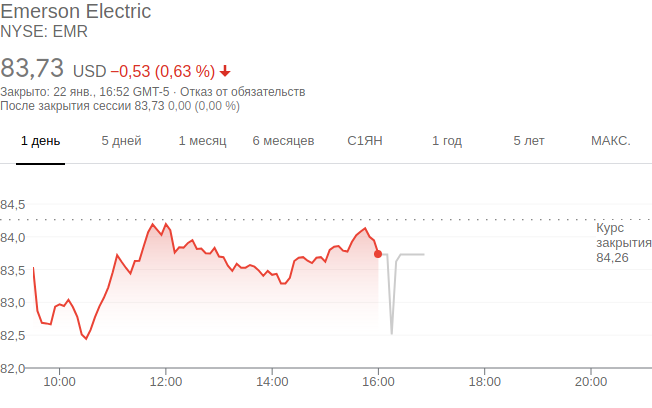 Emerson Electric
NYSE: EMR
83,73 USD −0,53 (0,63 %)
Закрыто: 22 янв., 16:52 GMT-5 · Отказ от обязательств
После закрытия сессии 83,73 0,00 (0,00 %)
1 день 5 дней 1 месяц 6 месяцев С1ЯН 1 год 5 лет МАКС.
84,5
Курс
84,0
закрытия
84,26
83,5
83,0
82,5
82,0
10:00 12:00 14:00 16:00 18:00 20:00